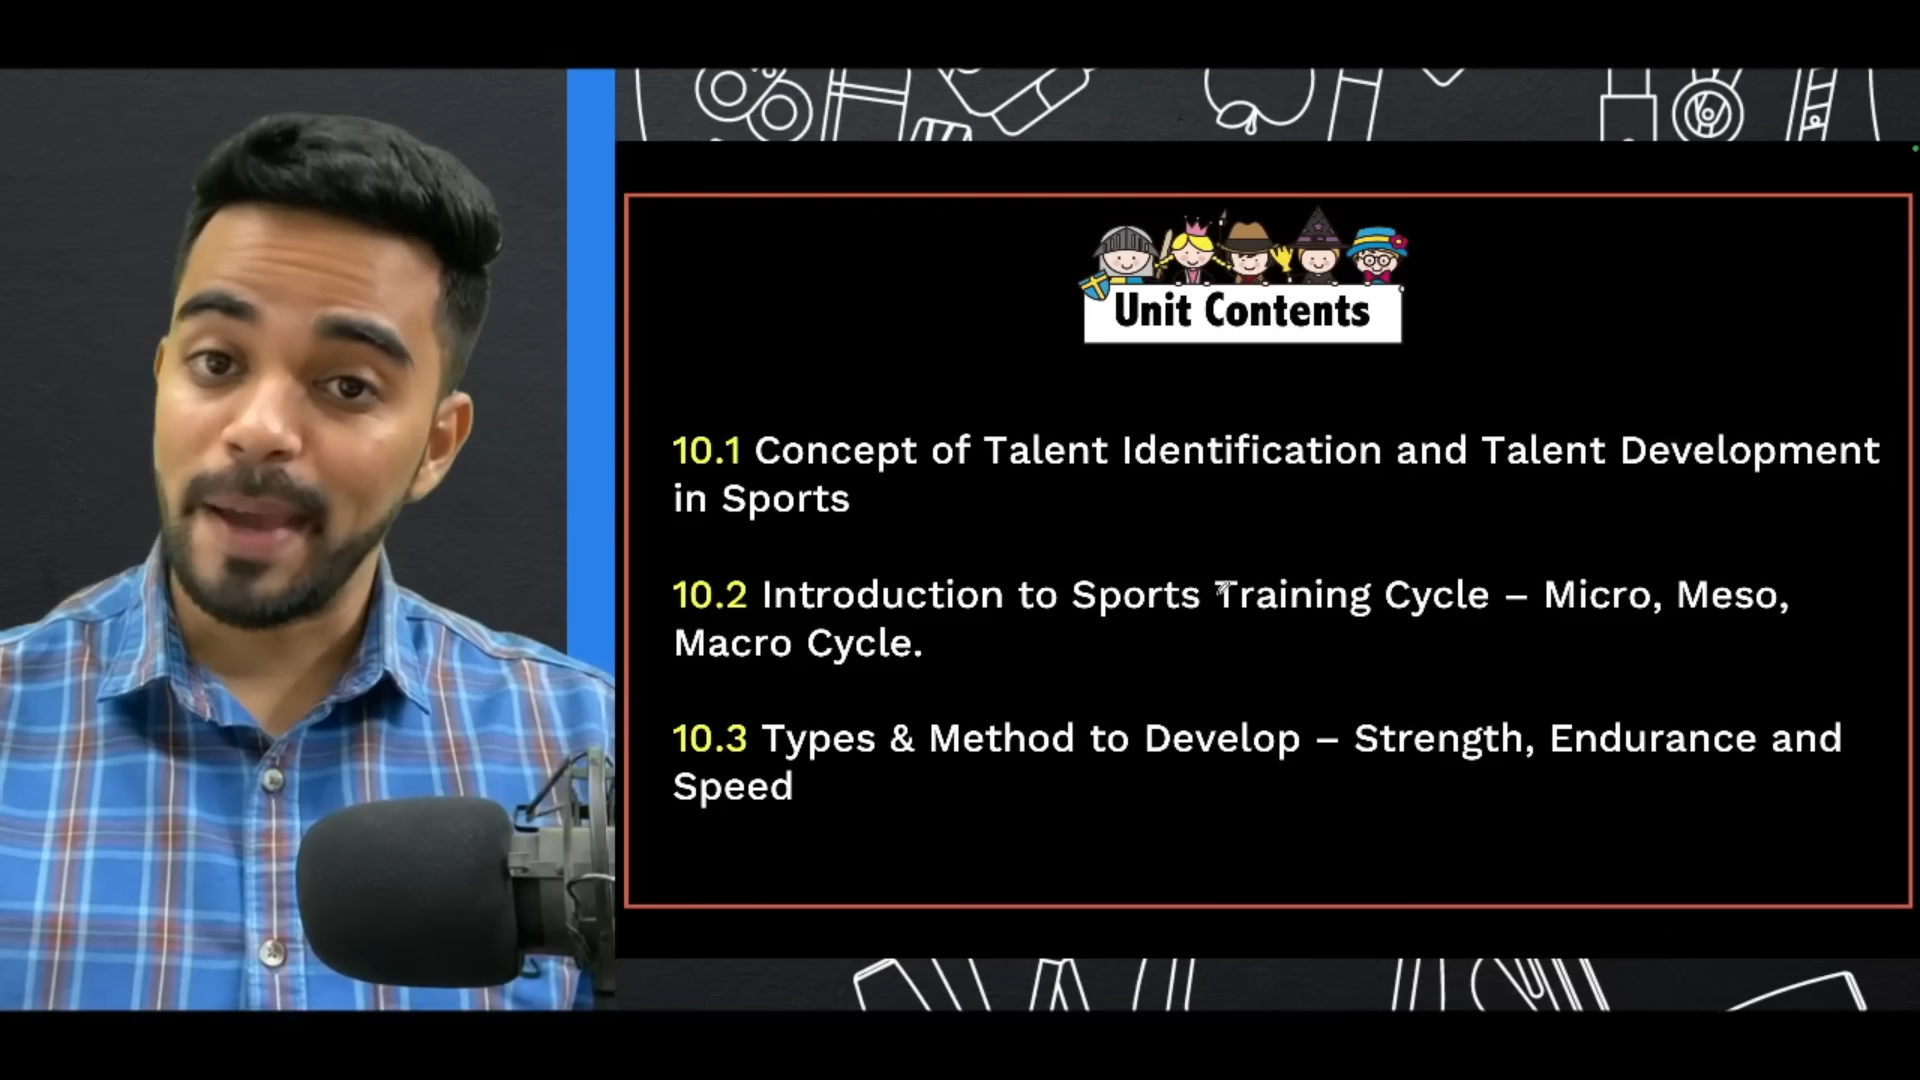 Unit Contents
10.1 Concept of Talent Identification and Talent Development
in Sports
10.2 Introduction to Sports Training Cycle – Micro, Meso,
Macro Cycle.
10.3 Types & Method to Develop – Strength, Endurance and
Speed